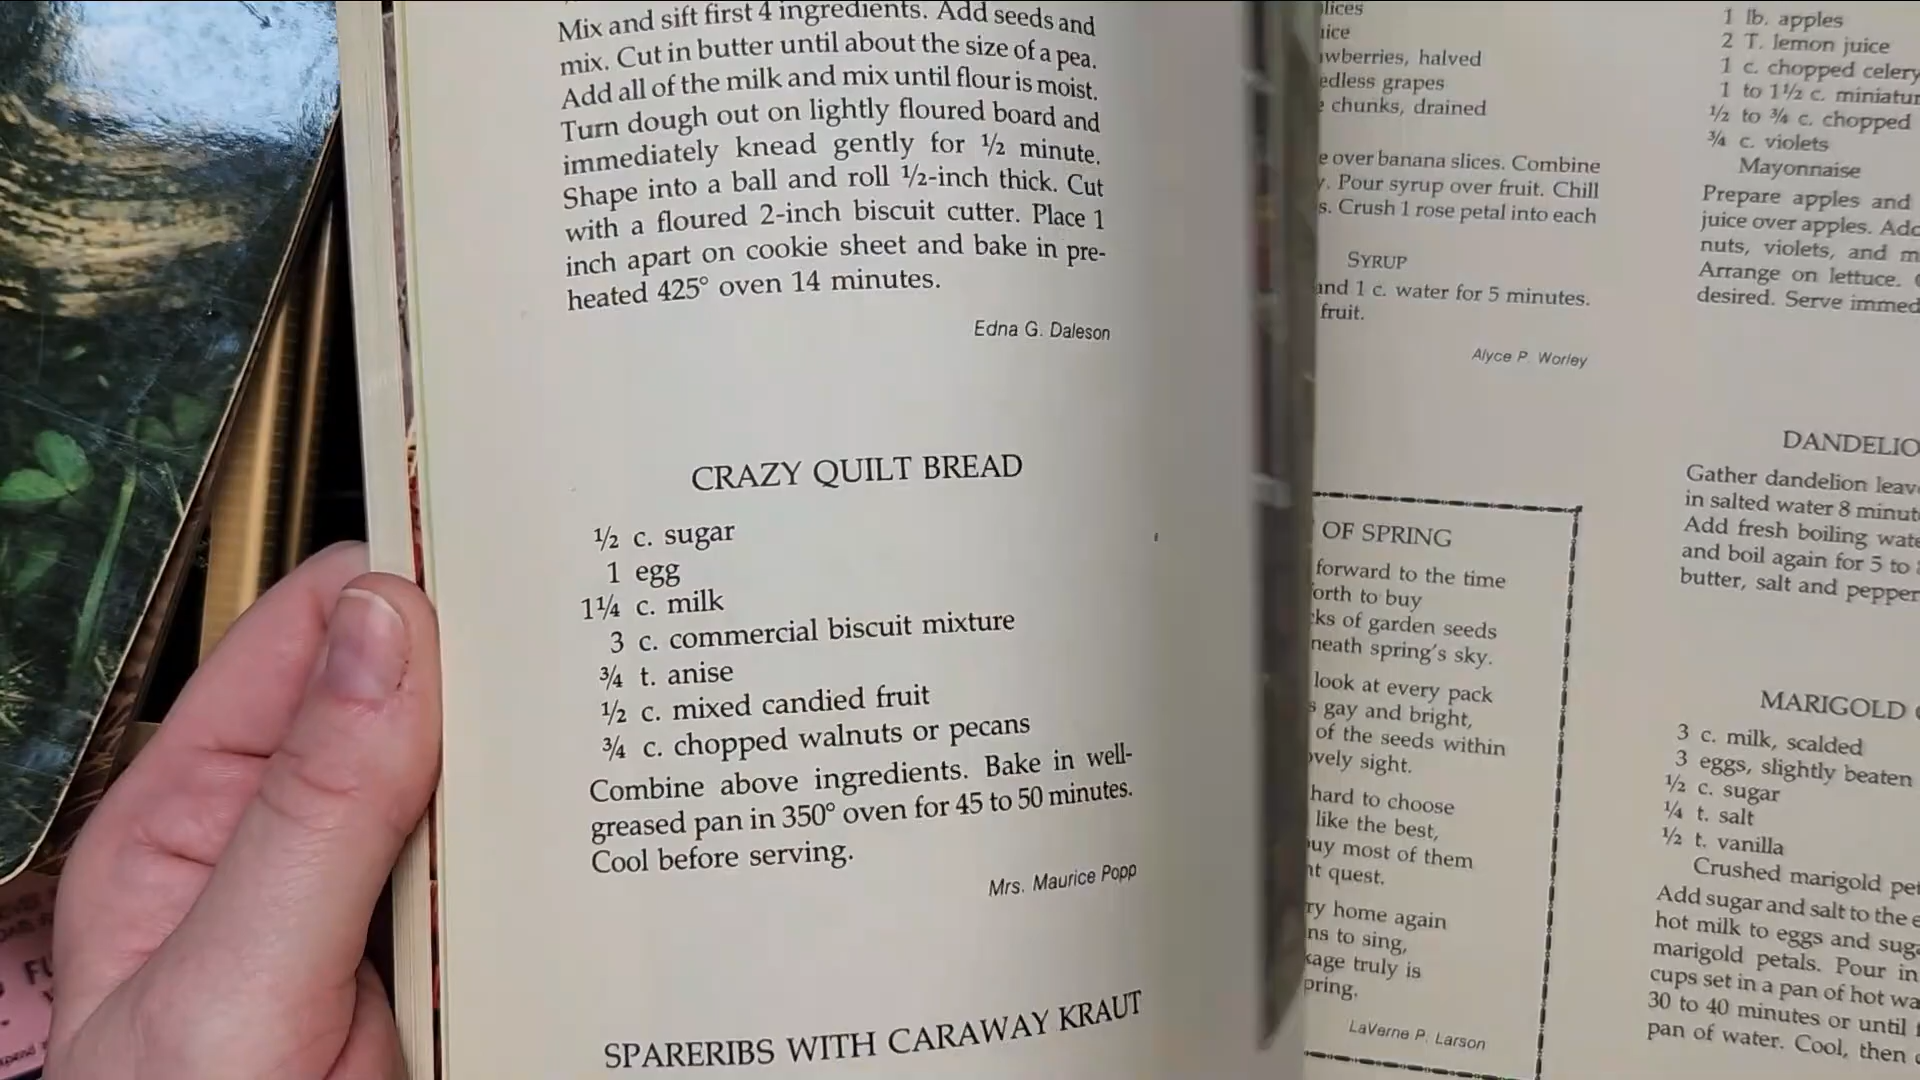 Mix and sift first 4 ingredients. Add seeds and
mix. Cut in butter until about the size of a pea.
Add all of the milk and mix until flour is moist.
Turn dough out on lightly floured board and
immediately knead gently for ½ minute.
Shape into a ball and roll ½-inch thick. Cut
with a floured 2-inch biscuit cutter. Place 1
inch apart on cookie sheet and bake in pre-
heated 425° oven 14 minutes.
Edna G. Daleson
CRAZY QUILT BREAD
½ c. sugar
1 egg
1¼ c. milk
3 c. commercial biscuit mixture
¾ t. anise
½ c. mixed candied fruit
¾ c. chopped walnuts or pecans
Combine above ingredients. Bake in well-
greased pan in 350° oven for 45 to 50 minutes.
Cool before serving.
Mrs. Maurice Popp
SPARERIBS WITH CARAWAY KRAUT
halved
grapes
chunks, drained
over banana slices. Combine
Pour syrup over fruit. Chill
Crush 1 rose petal into each
SYRUP
and 1 c. water for 5 minutes.
fruit.
Alyce P. Worley
OF SPRING
forward to the time
to buy
of garden seeds
spring's sky.
look at every pack
gay and bright,
of the seeds within
sight.
hard to choose
like the best,
most of them
quest.
home again
to sing,
truly is
LaVerne P. Larson
1 lb. apples
2 T. lemon juice
1 c. chopped celery
1 to 1½ c.
½ to ¾ c. chopped
¾ c. violets
Mayonnaise
Prepare apples and
juice over apples.
nuts, violets, and
Arrange on lettuce.
desired. Serve
Gather dandelion
in salted water 8
Add fresh boiling
and boil again for 5 to
butter, salt and pepper
MARIGOLD
3 c. milk, scalded
3 eggs, slightly beaten
½ c. sugar
¼ t. salt
½ t. vanilla
Crushed marigold
Add sugar and salt to the
hot milk to eggs and
marigold petals. Pour in
cups set in a pan of hot
30 to 40 minutes or until
pan of water. Cool, then